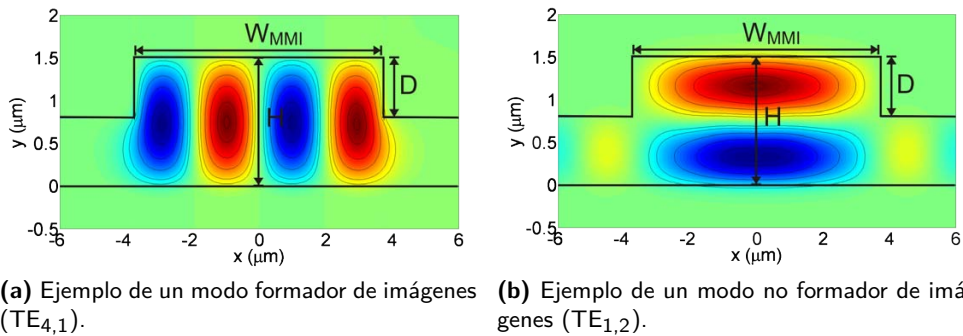 2
1.5
1
0.5
0
-0.5
-6
-4
-2
0
2
4
6
y (μm)
x (μm)
W_MMI
D
H
2
1.5
1
0.5
0
-0.5
-6
-4
-2
0
2
4
6
y (μm)
x (μm)
W_MMI
D
H
(a) Ejemplo de un modo formador de imágenes
(TE4,1).
(b) Ejemplo de un modo no formador de imá
genes (TE1,2).